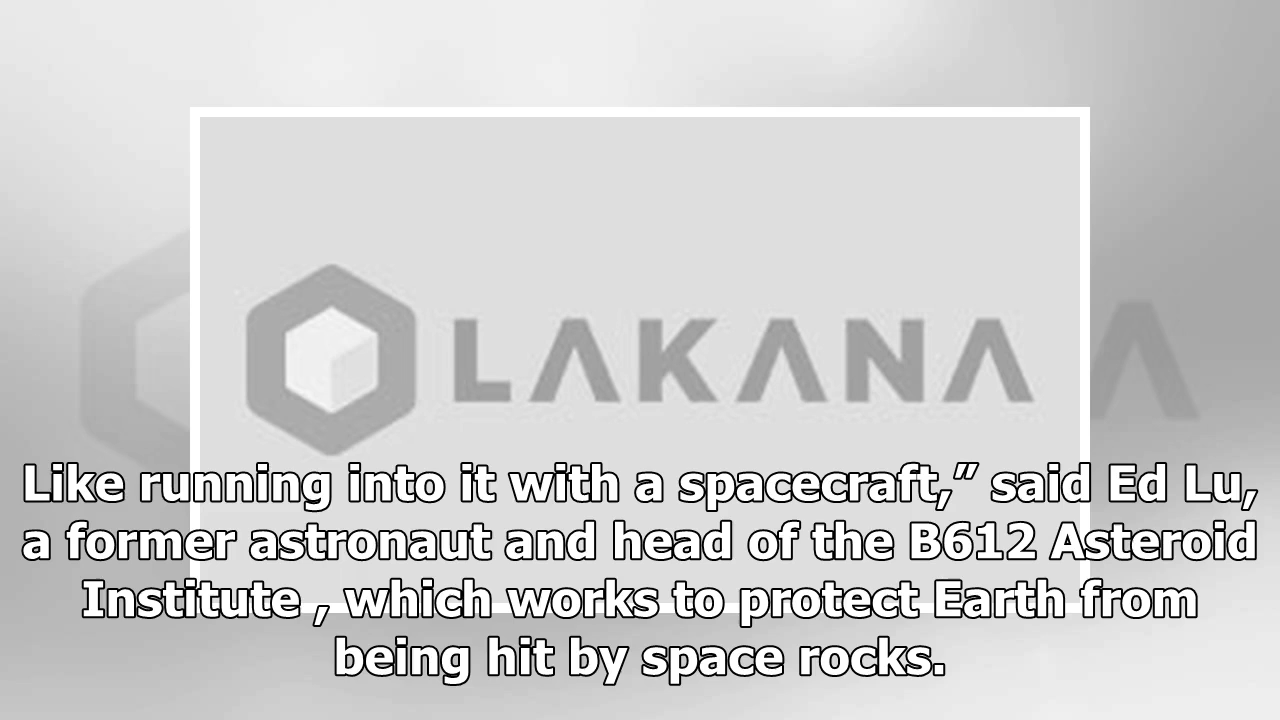 LAKANA
Like running into it with a spacecraft,” said Ed Lu,
a former astronaut and head of the B612 Asteroid
Institute , which works to protect Earth from
being hit by space rocks.